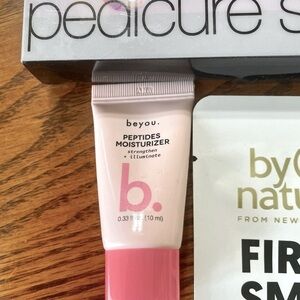 pedicure s
beyou.
PEPTIDES
MOISTURIZER
strengthen
+ illuminate
b.
0.33 fl oz (10 ml)
by
natu
FROM NEW
FIR
SM